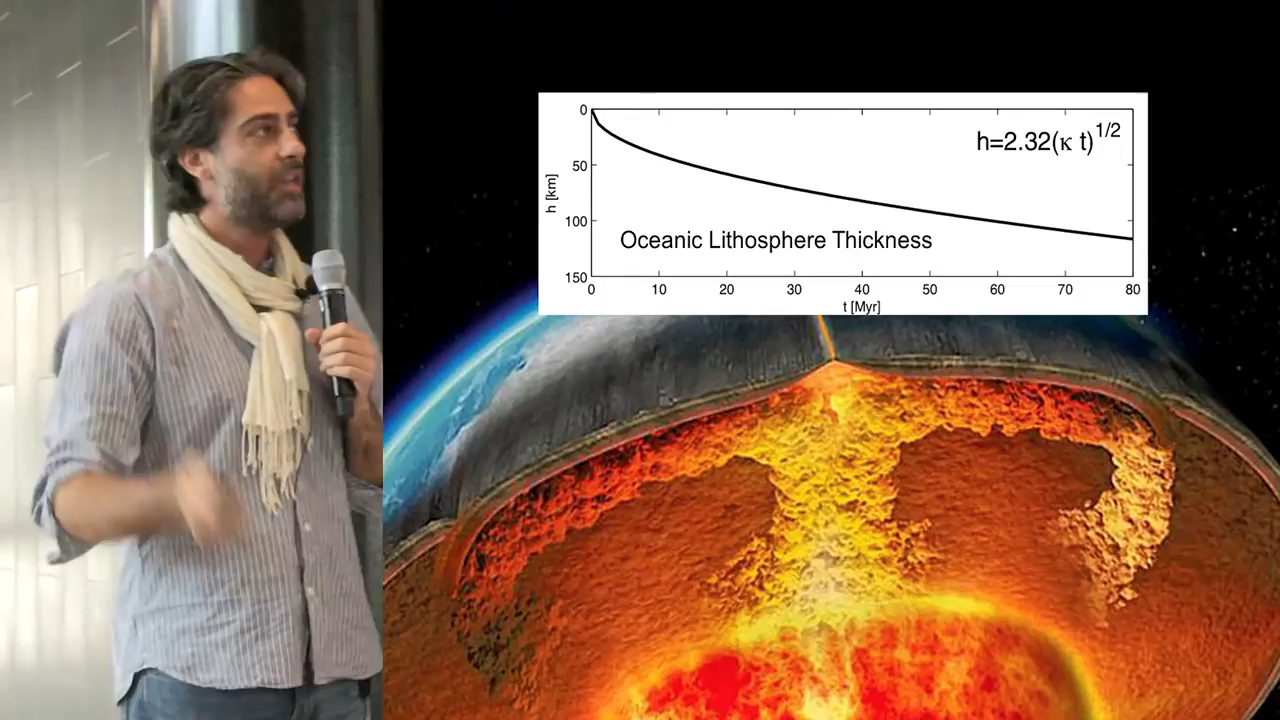 h=2.32(κ t)^1/2
Oceanic Lithosphere Thickness
h [km]
0
50
100
150
0 10 20 30 40 50 60 70 80
t [Myr]